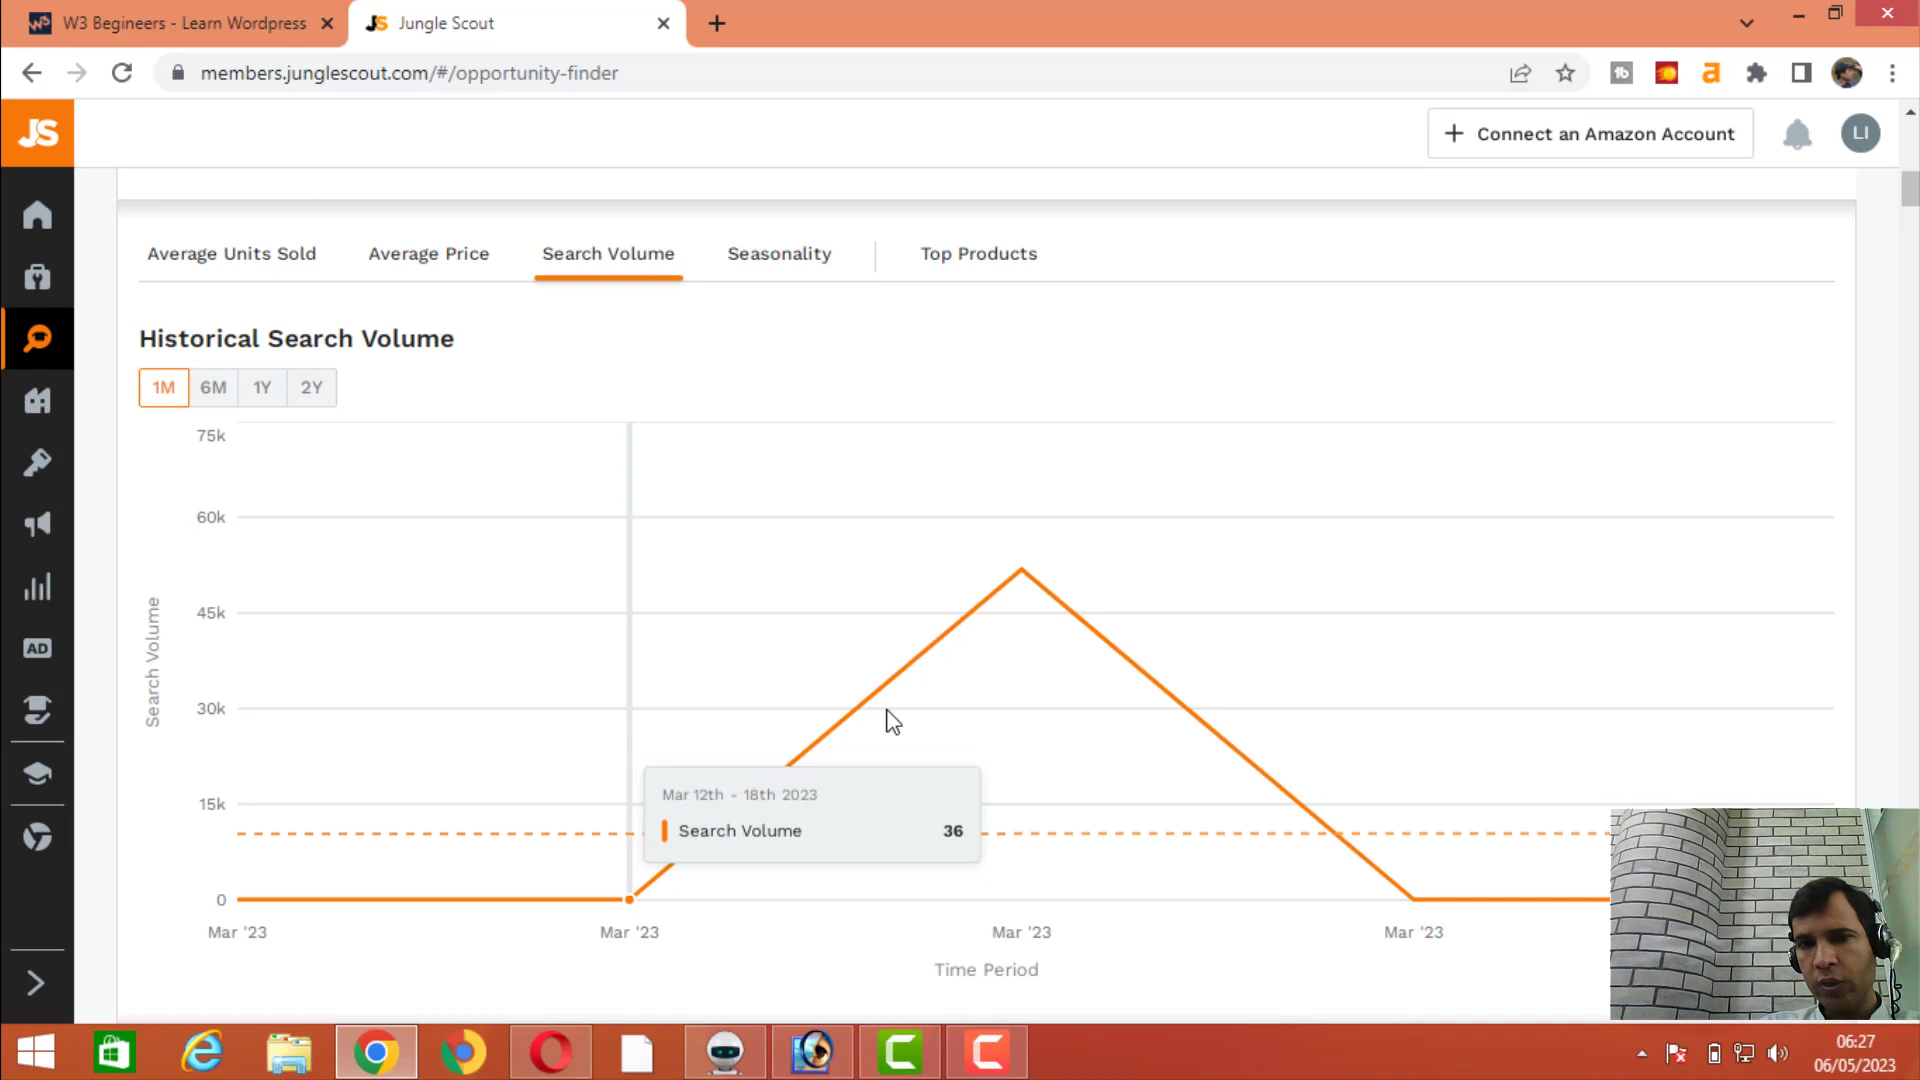 W3 Begineers - Learn Wordpress
JS Jungle Scout
members.junglescout.com/#/opportunity-finder
tb
a
JS
Connect an Amazon Account
LI
Average Units Sold
Average Price
Search Volume
Seasonality
Top Products
Historical Search Volume
1M
6M
1Y
2Y
75k
60k
45k
30k
15k
0
Search Volume
Mar 12th - 18th 2023
Search Volume 36
AD
Mar '23
Mar '23
Mar '23
Mar '23
Time Period
06:27
06/05/2023